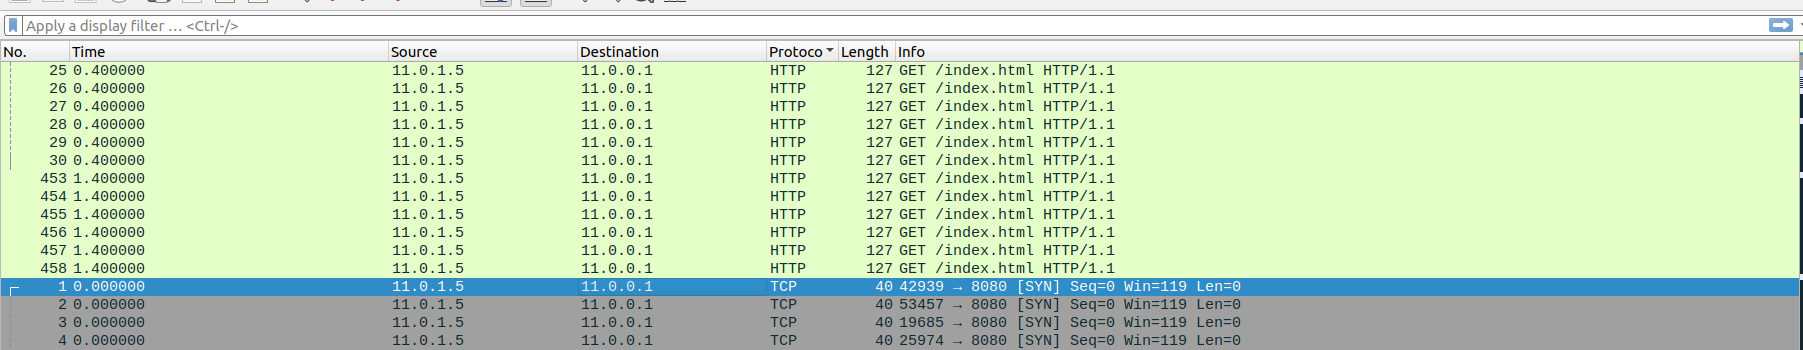 Apply a display filter … <Ctrl-/>
No. Time Source Destination Protoco Length Info
25 0.400000 11.0.1.5 11.0.0.1 HTTP 127 GET /index.html HTTP/1.1
26 0.400000 11.0.1.5 11.0.0.1 HTTP 127 GET /index.html HTTP/1.1
27 0.400000 11.0.1.5 11.0.0.1 HTTP 127 GET /index.html HTTP/1.1
28 0.400000 11.0.1.5 11.0.0.1 HTTP 127 GET /index.html HTTP/1.1
29 0.400000 11.0.1.5 11.0.0.1 HTTP 127 GET /index.html HTTP/1.1
30 0.400000 11.0.1.5 11.0.0.1 HTTP 127 GET /index.html HTTP/1.1
453 1.400000 11.0.1.5 11.0.0.1 HTTP 127 GET /index.html HTTP/1.1
454 1.400000 11.0.1.5 11.0.0.1 HTTP 127 GET /index.html HTTP/1.1
455 1.400000 11.0.1.5 11.0.0.1 HTTP 127 GET /index.html HTTP/1.1
456 1.400000 11.0.1.5 11.0.0.1 HTTP 127 GET /index.html HTTP/1.1
457 1.400000 11.0.1.5 11.0.0.1 HTTP 127 GET /index.html HTTP/1.1
458 1.400000 11.0.1.5 11.0.0.1 HTTP 127 GET /index.html HTTP/1.1
1 0.000000 11.0.1.5 11.0.0.1 TCP 40 42939 → 8080 [SYN] Seq=0 Win=119 Len=0
2 0.000000 11.0.1.5 11.0.0.1 TCP 40 53457 → 8080 [SYN] Seq=0 Win=119 Len=0
3 0.000000 11.0.1.5 11.0.0.1 TCP 40 19685 → 8080 [SYN] Seq=0 Win=119 Len=0
4 0.000000 11.0.1.5 11.0.0.1 TCP 40 25974 → 8080 [SYN] Seq=0 Win=119 Len=0